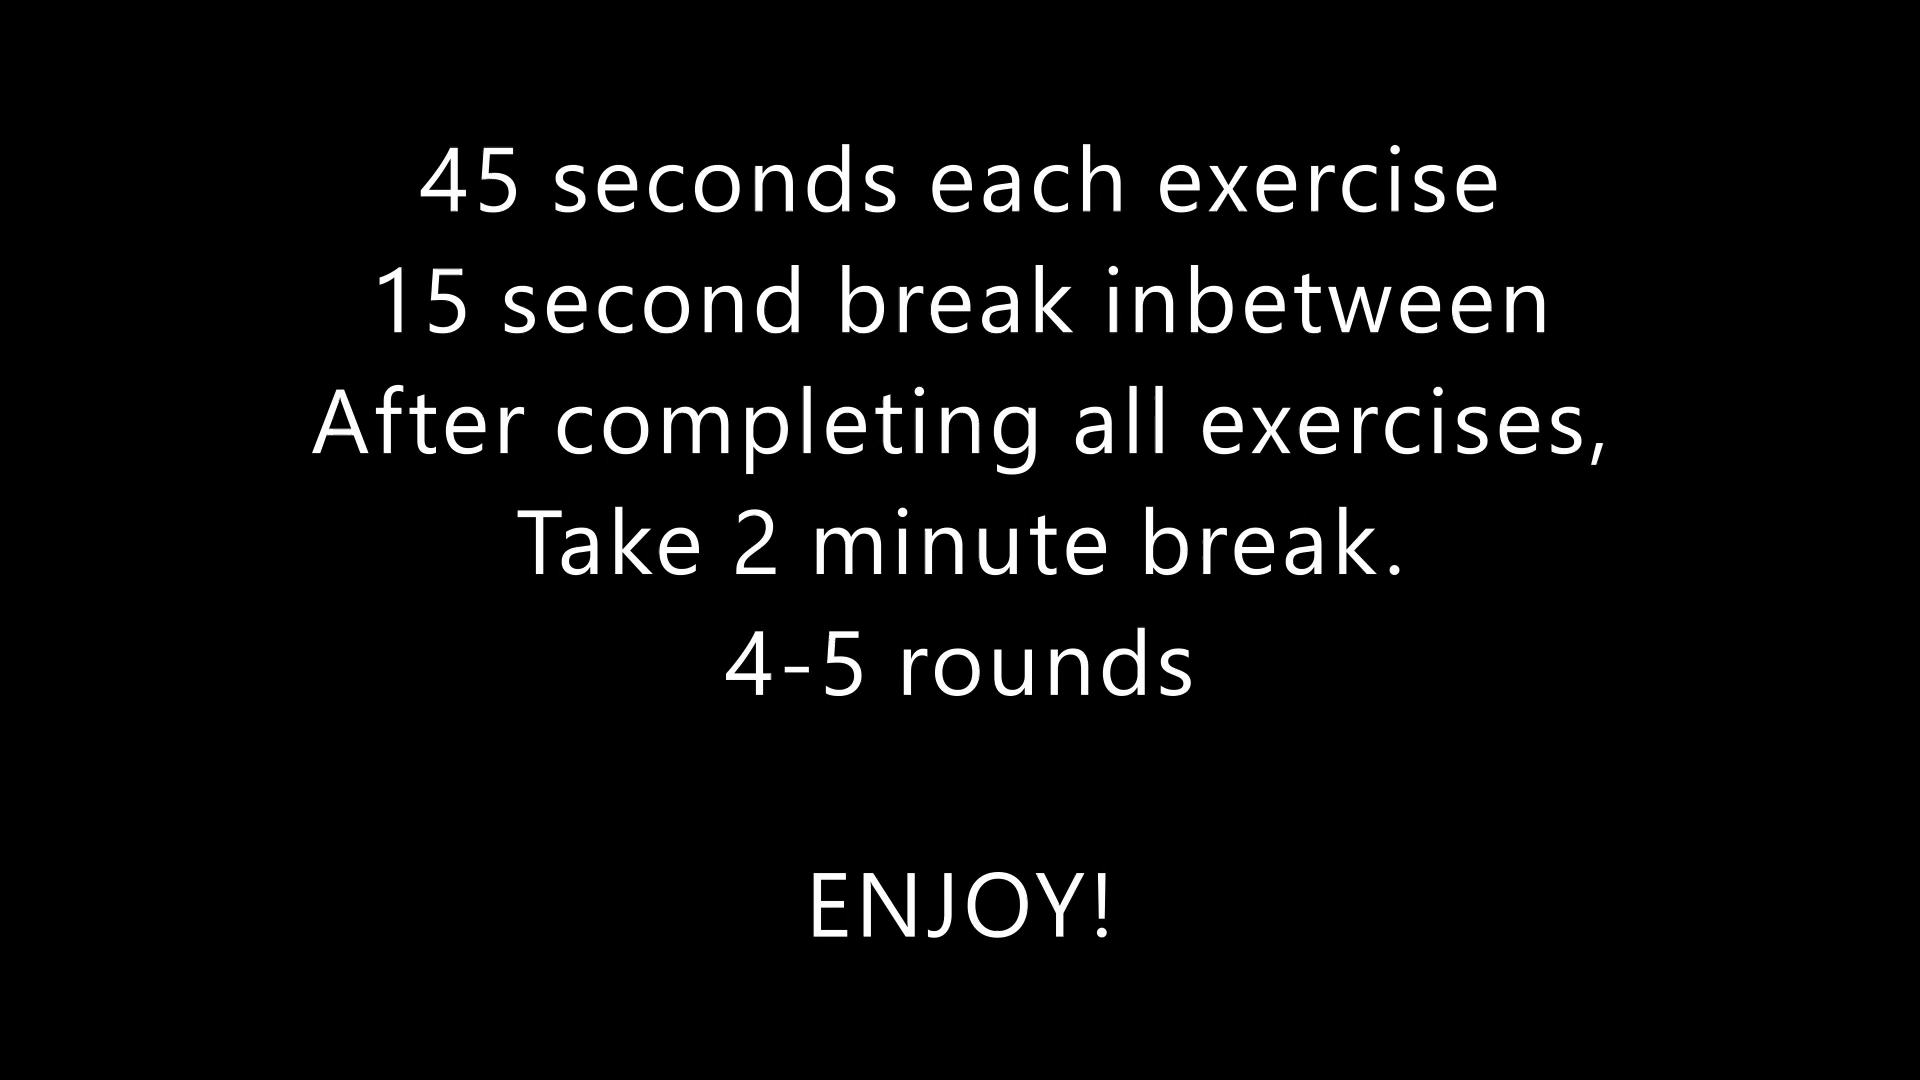 45 seconds each exercise
15 second break inbetween
After completing all exercises,
Take 2 minute break.
4-5 rounds
ENJOY!